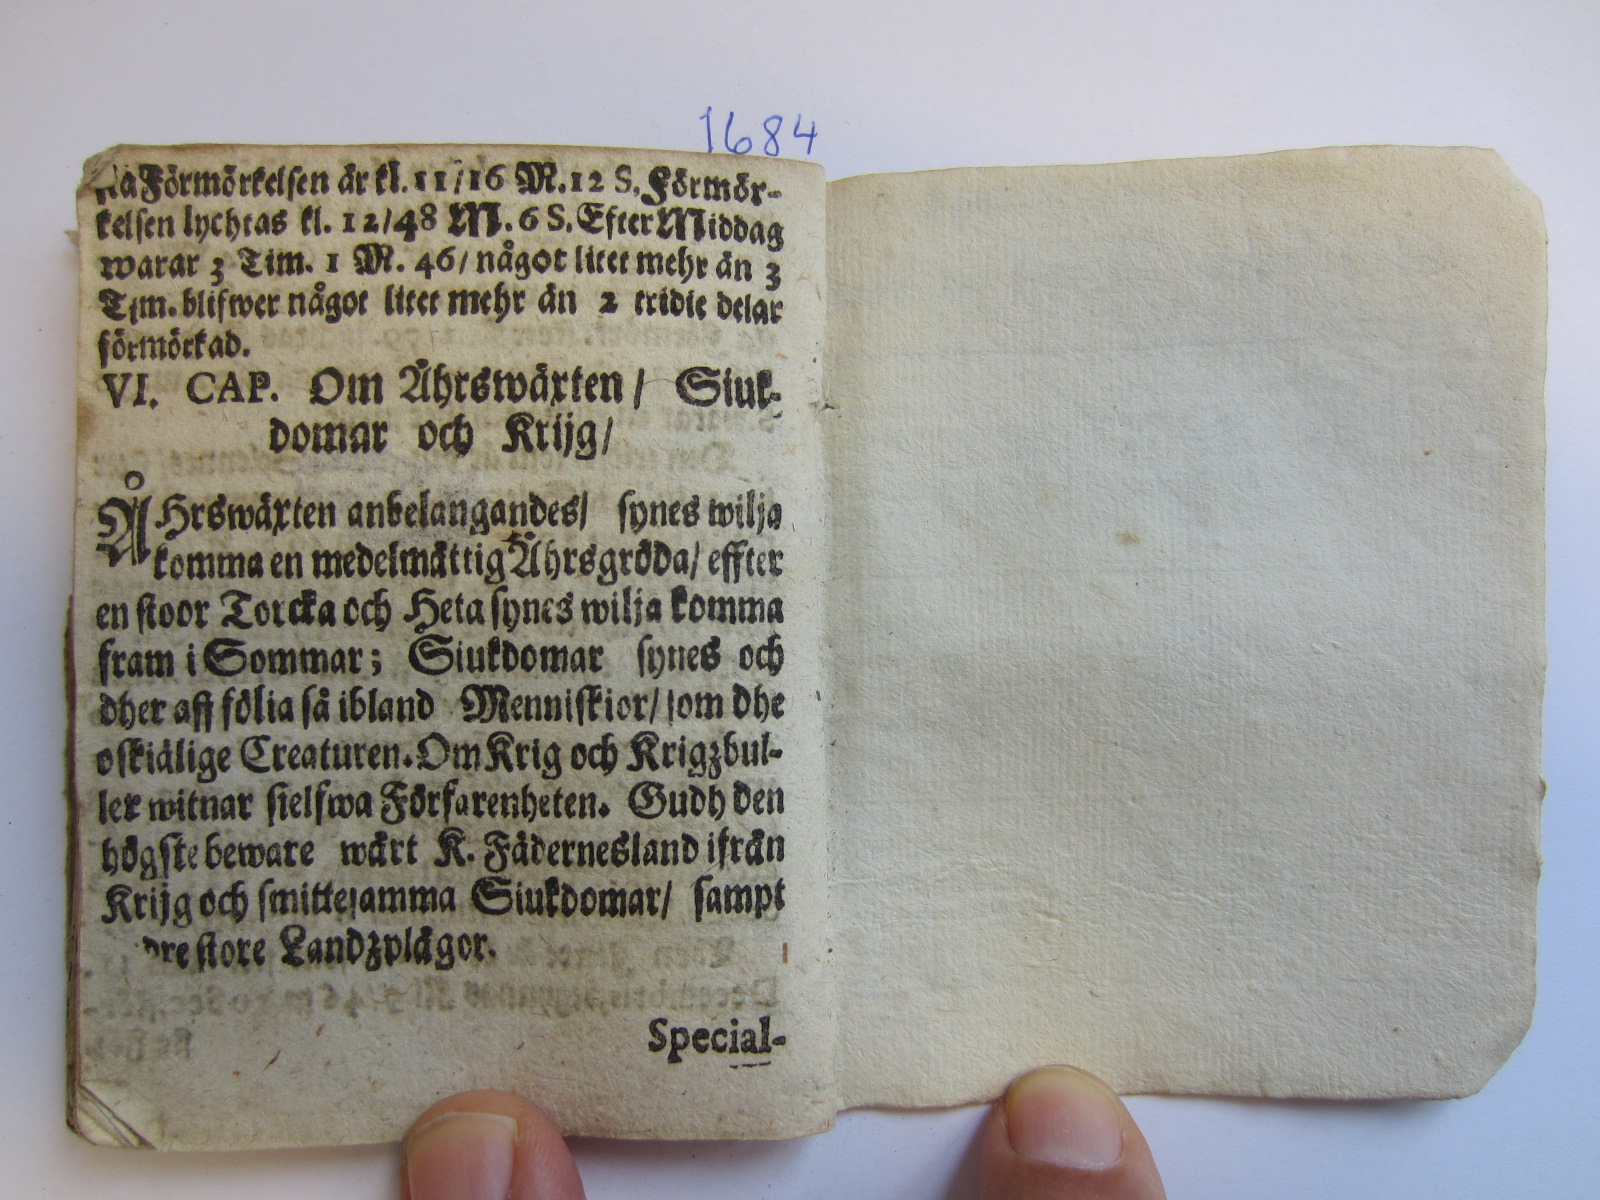 1684
sta Förmörkelsen är kl. 11/16 M. 12 S. Förmör-
kelsen lychtas kl. 12/48 M. 6 S. Efter Middag
warar 3 Tim. 1 M. 46/ något litet mehr än 3
Tim. blifwer något litet mehr än 2 tridie delar
förmörkad.
VI. CAP. Om Åhrswäxten/ Siuk-
domar och Krijg/
ÅHrswäxten anbelangandes/ synes wilja
komma en medelmåttig Åhrsgröda/ effter
en stoor Torcka och Heta synes wilja komma
fram i Sommar; Siukdomar synes och
dher aff fölia så ibland Menniskior/ som dhe
oskiälige Creaturen. Om Krig och Krigzbul-
ler witnar sielfwa Förfarenheten. Gudh den
högste beware wårt K. Fädernesland ifrån
Krijg och smittesamma Siukdomar/ sampt
dre store Landzplågor.
Special-